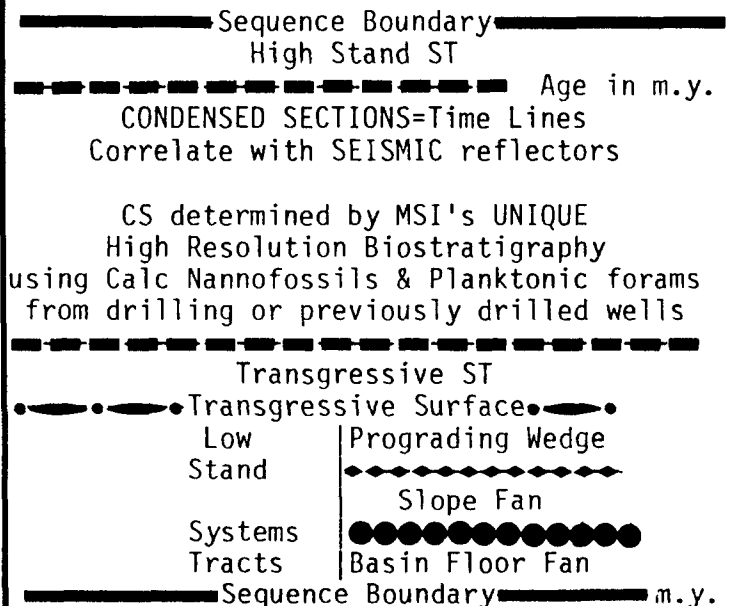 Sequence Boundary
High Stand ST
Age in m.y.
CONDENSED SECTIONS=Time Lines
Correlate with SEISMIC reflectors
CS determined by MSI's UNIQUE
High Resolution Biostratigraphy
using Calc Nannofossils & Planktonic forams
from drilling or previously drilled wells
Transgressive ST
Transgressive Surface
Low Prograding Wedge
Stand
Slope Fan
Systems
Tracts Basin Floor Fan
Sequence Boundary m.y.